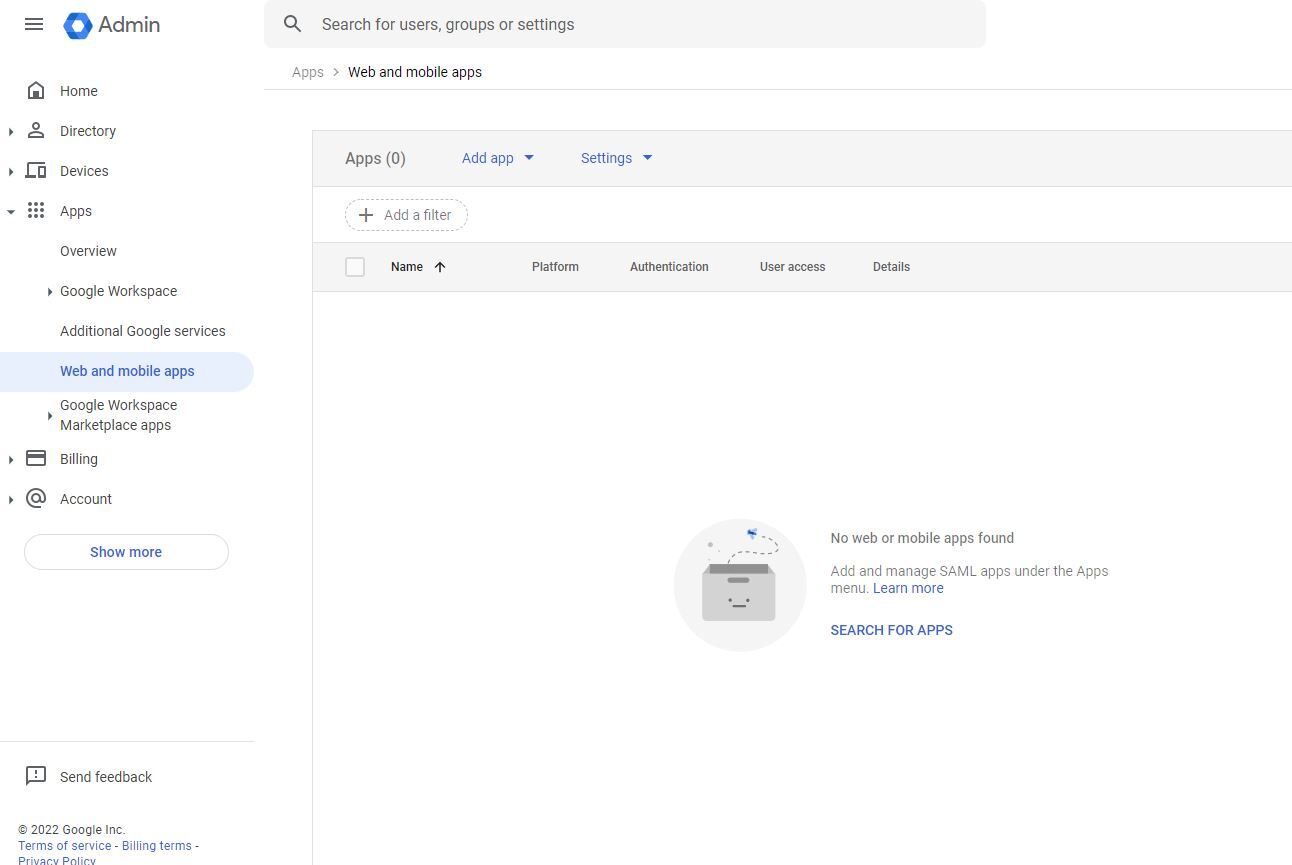 Admin
Search for users, groups or settings
Apps > Web and mobile apps
Home
Directory
Devices
Apps
Overview
Google Workspace
Additional Google services
Web and mobile apps
Google Workspace
Marketplace apps
Billing
Account
Show more
Send feedback
© 2022 Google Inc.
Terms of service - Billing terms -
Privacy Policy
Apps (0) Add app Settings
Add a filter
Name Platform Authentication User access Details
No web or mobile apps found
Add and manage SAML apps under the Apps
menu. Learn more
SEARCH FOR APPS